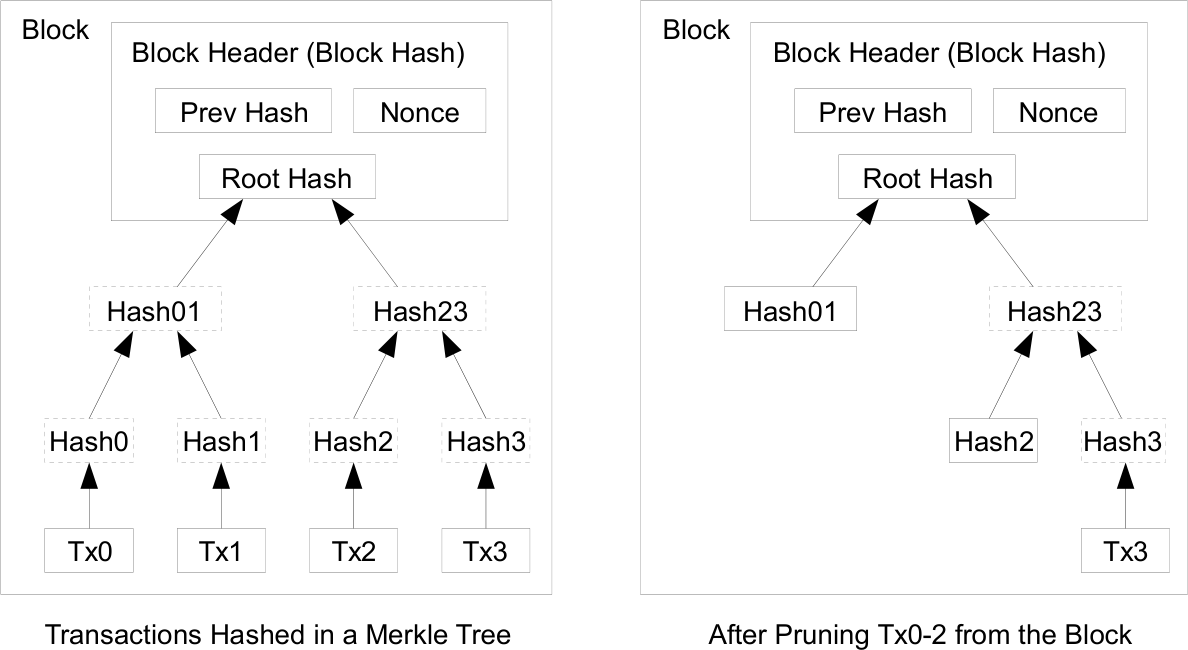 Block
Block Header (Block Hash)
Prev Hash
Nonce
Root Hash
Hash01
Hash23
Hash0
Hash1
Hash2
Hash3
Tx0
Tx1
Tx2
Tx3
Transactions Hashed in a Merkle Tree
Block
Block Header (Block Hash)
Prev Hash
Nonce
Root Hash
Hash01
Hash23
Hash2
Hash3
Tx3
After Pruning Tx0-2 from the Block